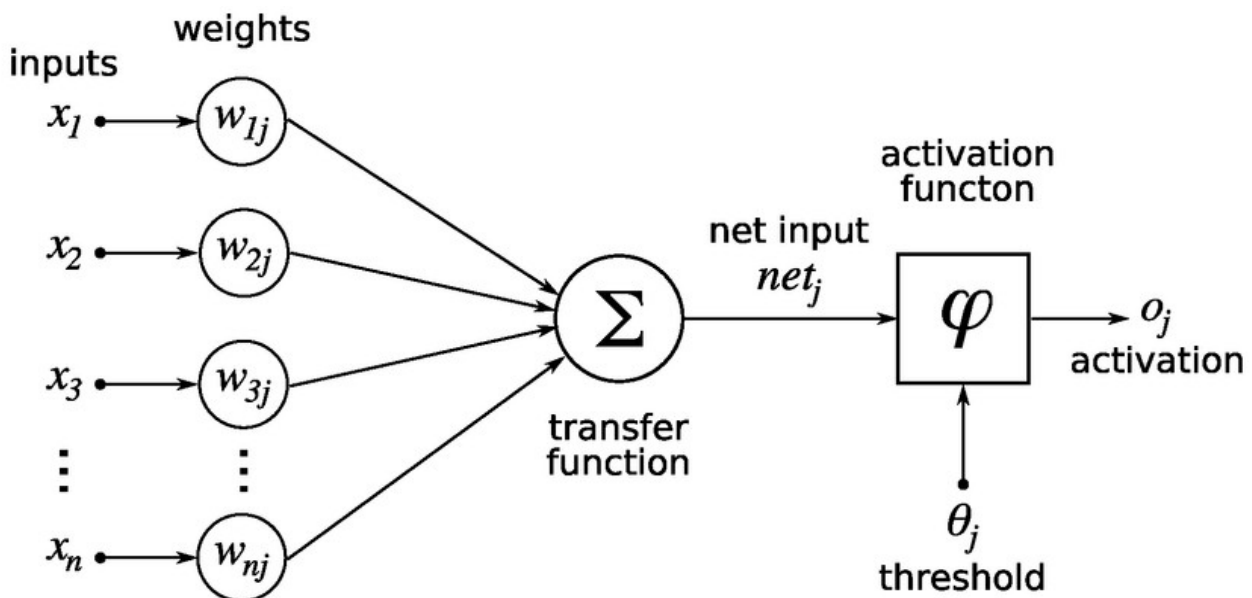 weights
inputs
x₁
w₁ⱼ
x₂
w₂ⱼ
x₃
w₃ⱼ
⋮
⋮
xₙ
wₙⱼ
Σ
transfer
function
net input
netⱼ
activation
functon
φ
oⱼ
activation
θⱼ
threshold